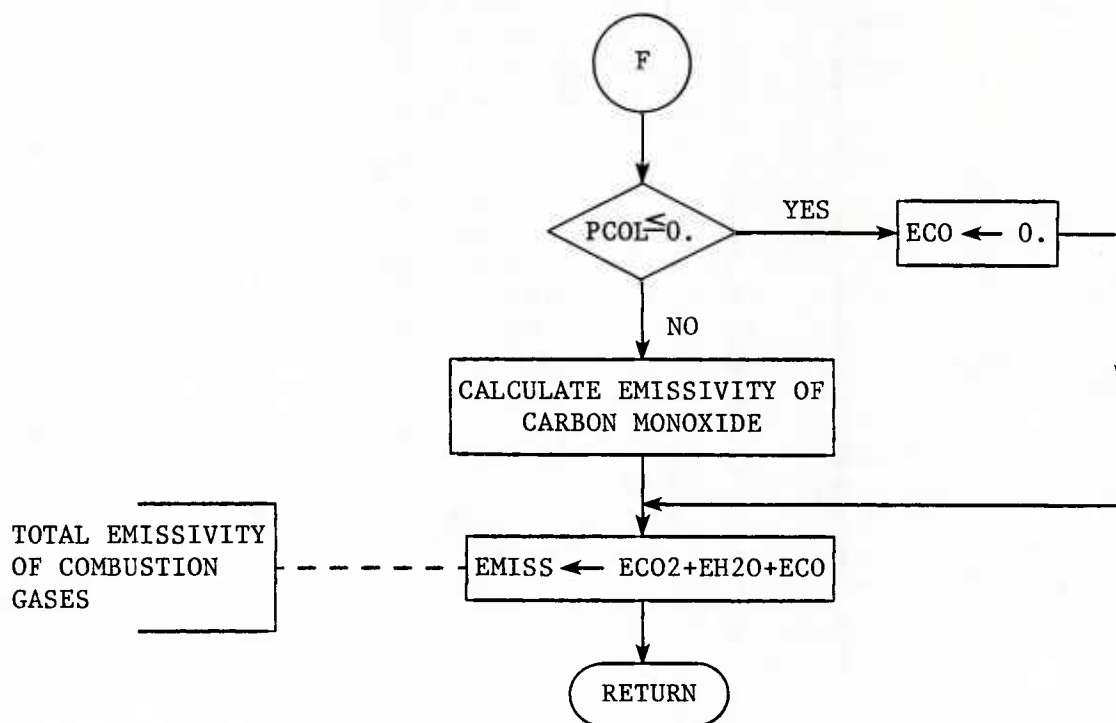 F
PCOL≤0.
YES
ECO ← 0.
NO
CALCULATE EMISSIVITY OF
CARBON MONOXIDE
TOTAL EMISSIVITY
OF COMBUSTION
GASES
EMISS ← ECO2+EH2O+ECO
RETURN